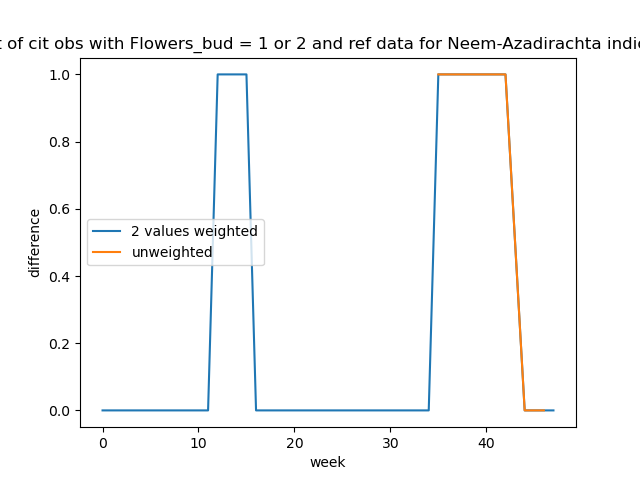 of cit obs with Flowers_bud = 1 or 2 and ref data for Neem-Azadirachta
1.0
0.8
0.6
0.4
0.2
0.0
difference
2 values weighted
unweighted
0
10
20
30
40
week